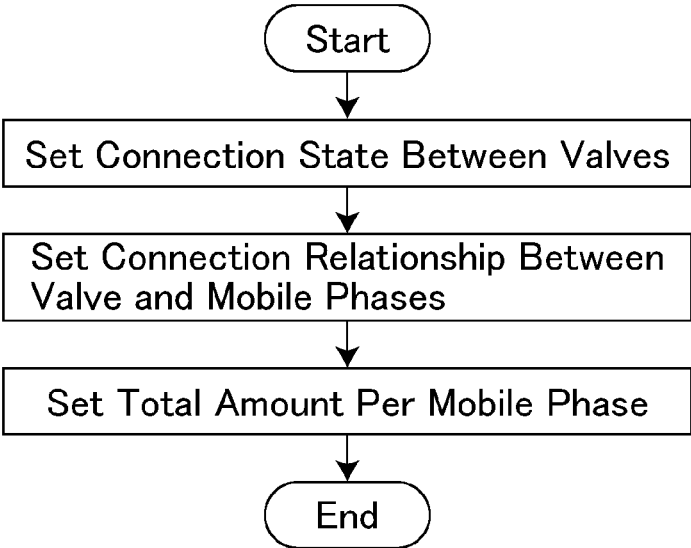 Start
Set Connection State Between Valves
Set Connection Relationship Between
Valve and Mobile Phases
Set Total Amount Per Mobile Phase
End